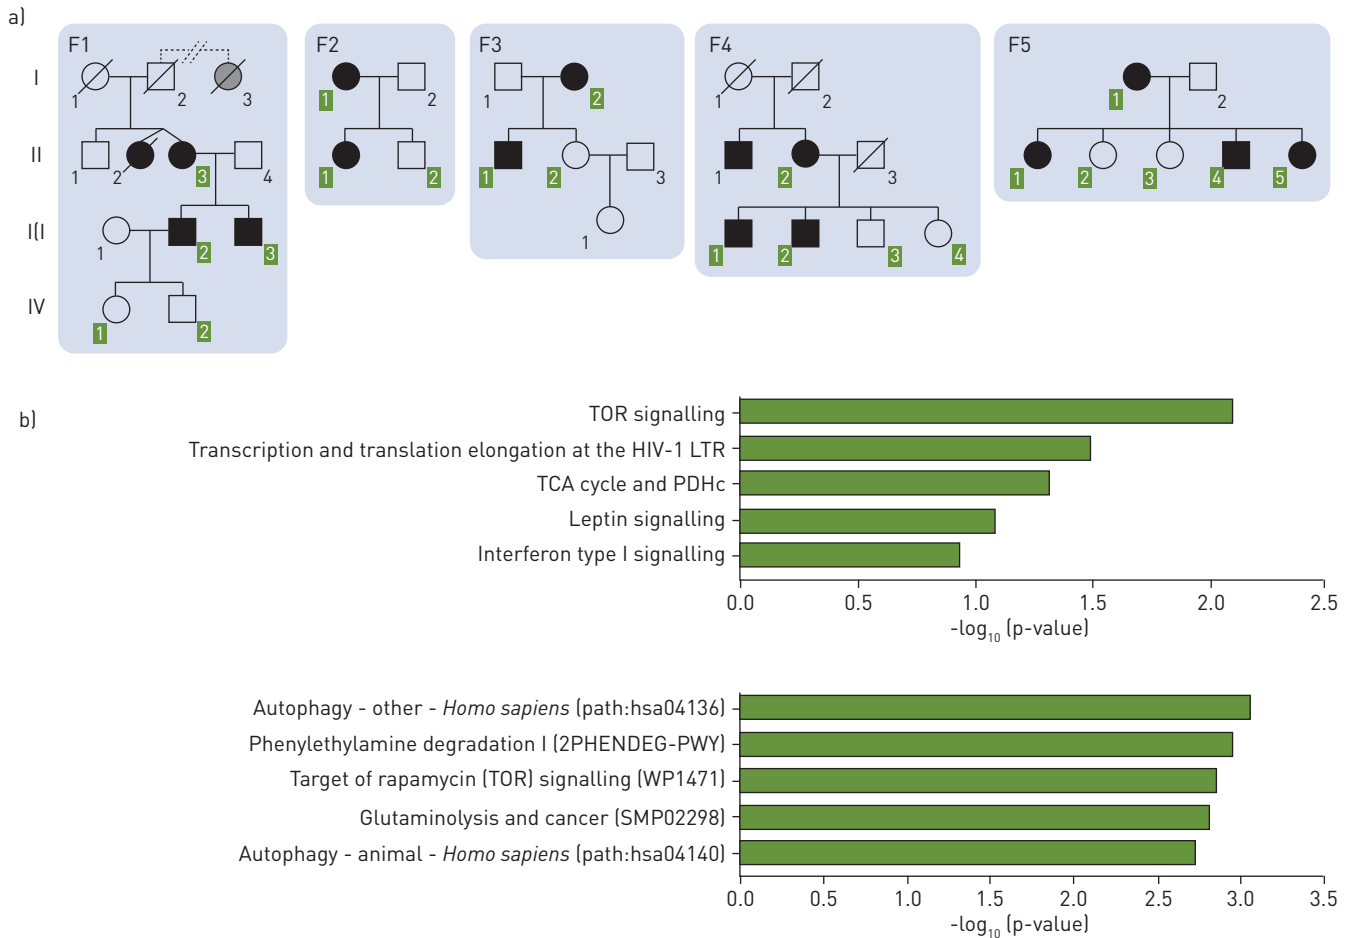 a)
F1 F2 F3 F4 F5
I
1 2 3 1 2 1 2 1 2 1 2
II
1 2 3 4 1 2 1 2 3 1 2 3 1 2 3 4 5
I(I
1 2 3 1 1 2 3 4
IV
1 2
b)
TOR signalling
Transcription and translation elongation at the HIV-1 LTR
TCA cycle and PDHc
Leptin signalling
Interferon type I signalling
0.0 0.5 1.0 1.5 2.0 2.5
-log10 (p-value)
Autophagy - other - Homo sapiens (path:hsa04136)
Phenylethylamine degradation I (2PHENDEG-PWY)
Target of rapamycin (TOR) signalling (WP1471)
Glutaminolysis and cancer (SMP02298)
Autophagy - animal - Homo sapiens (path:hsa04140)
0.0 0.5 1.0 1.5 2.0 2.5 3.0 3.5
-log10 (p-value)